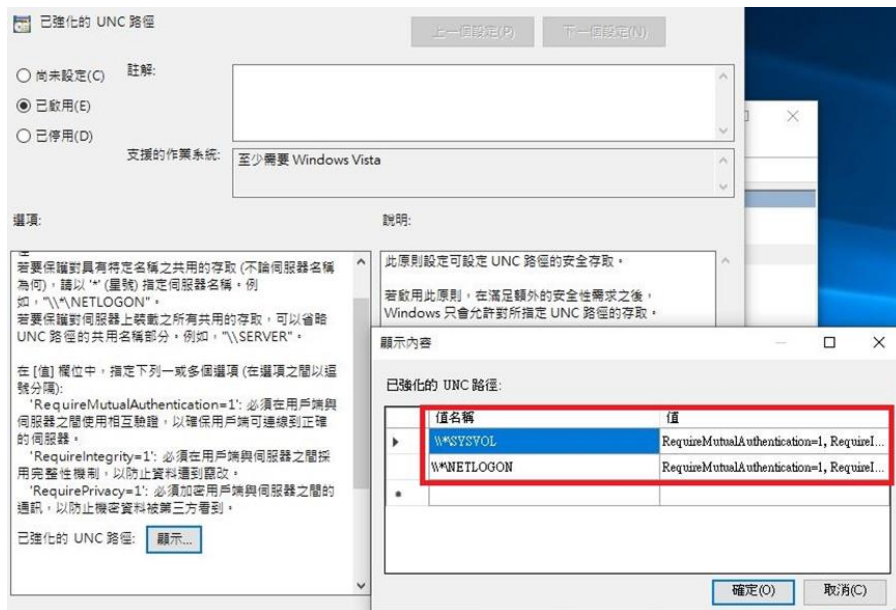 已強化的 UNC 路徑
上一個設定(P)
下一個設定(N)
尚未設定(C)
註解:
已啟用(E)
已停用(D)
支援的作業系統:
至少需要 Windows Vista
選項:
說明:
若要保護對具有特定名稱之共用的存取 (不論伺服器名稱
為何)，請以 '*' (星號) 指定伺服器名稱。例
如，"\\*\NETLOGON"。
若要保護對伺服器上裝載之所有共用的存取，可以省略
UNC 路徑的共用名稱部分。例如，"\\SERVER"。
在 [值] 欄位中，指定下列一或多個選項 (在選項之間以逗
號分隔):
'RequireMutualAuthentication=1': 必須在用戶端與
伺服器之間使用相互驗證，以確保用戶端可連線到正確
的伺服器。
'RequireIntegrity=1': 必須在用戶端與伺服器之間採
用完整性機制，以防止資料遭到竄改。
'RequirePrivacy=1': 必須加密用戶端與伺服器之間的
通訊，以防止機密資料被第三方看到。
已強化的 UNC 路徑:
顯示...
此原則設定可設定 UNC 路徑的安全存取。
若啟用此原則，在滿足額外的安全性需求之後，
Windows 只會允許對所指定 UNC 路徑的存取。
顯示內容
已強化的 UNC 路徑:
值名稱
值
\\*\SYSVOL
RequireMutualAuthentication=1, RequireI...
\\*\NETLOGON
RequireMutualAuthentication=1, RequireI...
確定(O)
取消(C)